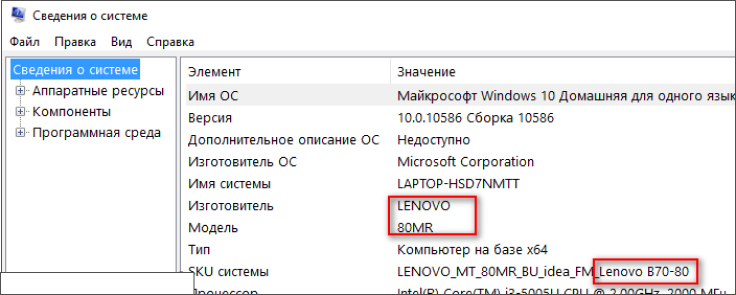 Сведения о системе
Файл Правка Вид Справка
Сведения о системе
Аппаратные ресурсы
Компоненты
Программная среда
Элемент Значение
Имя ОС Майкрософт Windows 10 Домашняя для одного язык
Версия 10.0.10586 Сборка 10586
Дополнительное описание ОС Недоступно
Изготовитель ОС Microsoft Corporation
Имя системы LAPTOP-HSD7NMTT
Изготовитель LENOVO
Модель 80MR
Тип Компьютер на базе x64
SKU системы LENOVO_MT_80MR_BU_idea_FM_Lenovo B70-80
Процессор Intel(R) Core(TM) i3-5005U CPU @ 2.00GHz, 2000 МГц